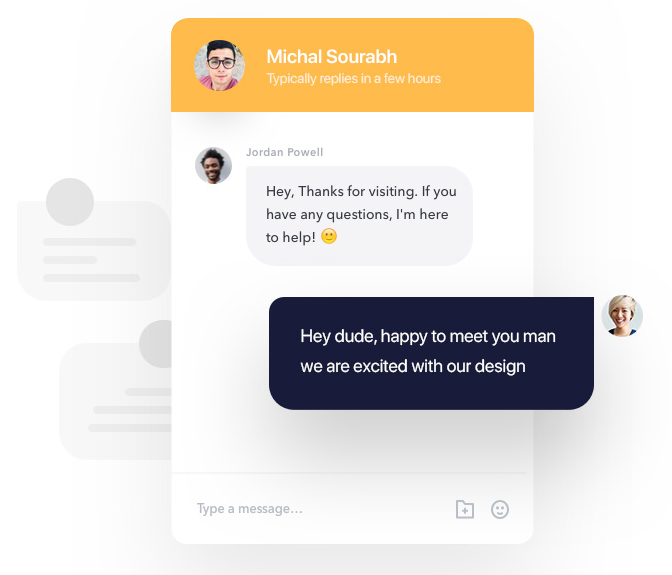 Michal Sourabh
Typically replies in a few hours
Jordan Powell
Hey, Thanks for visiting. If you
have any questions, I'm here
to help! 🙂
Hey dude, happy to meet you man
we are excited with our design
Type a message...